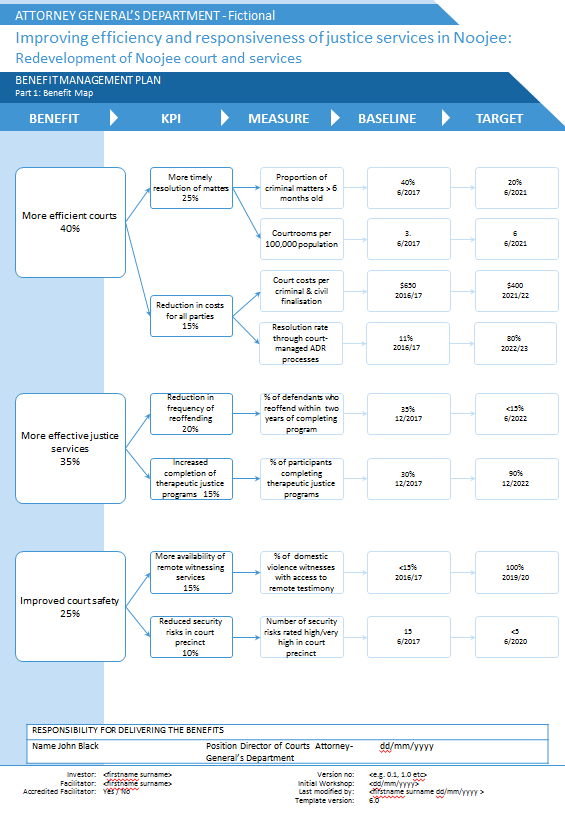 ATTORNEY GENERAL'S DEPARTMENT - Fictional
Improving efficiency and responsiveness of justice services in Noojee:
Redevelopment of Noojee court and services
BENEFIT MANAGEMENT PLAN
Part 1: Benefit Map
BENEFIT
KPI
MEASURE
BASELINE
TARGET
More efficient courts
40%
More timely
resolution of matters
25%
Proportion of
criminal matters > 6
months old
40%
6/2017
20%
6/2021
Courtrooms per
100,000 population
3.
6/2017
6
6/2021
Reduction in costs
for all parties
15%
Court costs per
criminal & civil
finalisation
$650
2016/17
$400
2021/22
Resolution rate
through court-
managed ADR
processes
11%
2016/17
80%
2022/23
More effective justice
services
35%
Reduction in
frequency of
reoffending
20%
% of defendants who
reoffend within two
years of completing
program
35%
12/2017
<15%
6/2022
Increased
completion of
therapeutic justice
programs 15%
% of participants
completing
therapeutic justice
programs
30%
12/2017
90%
12/2022
Improved court safety
25%
More availability of
remote witnessing
services
15%
% of domestic
violence witnesses
with access to
remote testimony
<15%
2016/17
100%
2019/20
Reduced security
risks in court
precinct
10%
Number of security
risks rated high/very
high in court
precinct
15
6/2017
<5
6/2020
RESPONSIBILITY FOR DELIVERING THE BENEFITS
Name John Black
Position Director of Courts Attorney-
General's Department
dd/mm/yyyy
Investor: <firstname surname>
Facilitator: <firstname surname>
Accredited Facilitator: Yes / No
Version no: <e.g. 0.1, 1.0 etc>
Initial Workshop: <dd/mm/yyyy>
Last modified by: <firstname surname dd/mm/yyyy >
Template version: 6.0